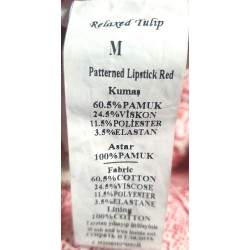 Relaxed Tulip
M
Patterned Lipstick Red
Kumaş
60.5%PAMUK
24.5%VİSKON
11.5%POLİESTER
3.5%ELASTAN
Astar
100%PAMUK
Fabric
60.5%COTTON
24.5%VISCOSE
11.5%POLYESTER
3.5%ELASTANE
Lining
100%COTTON